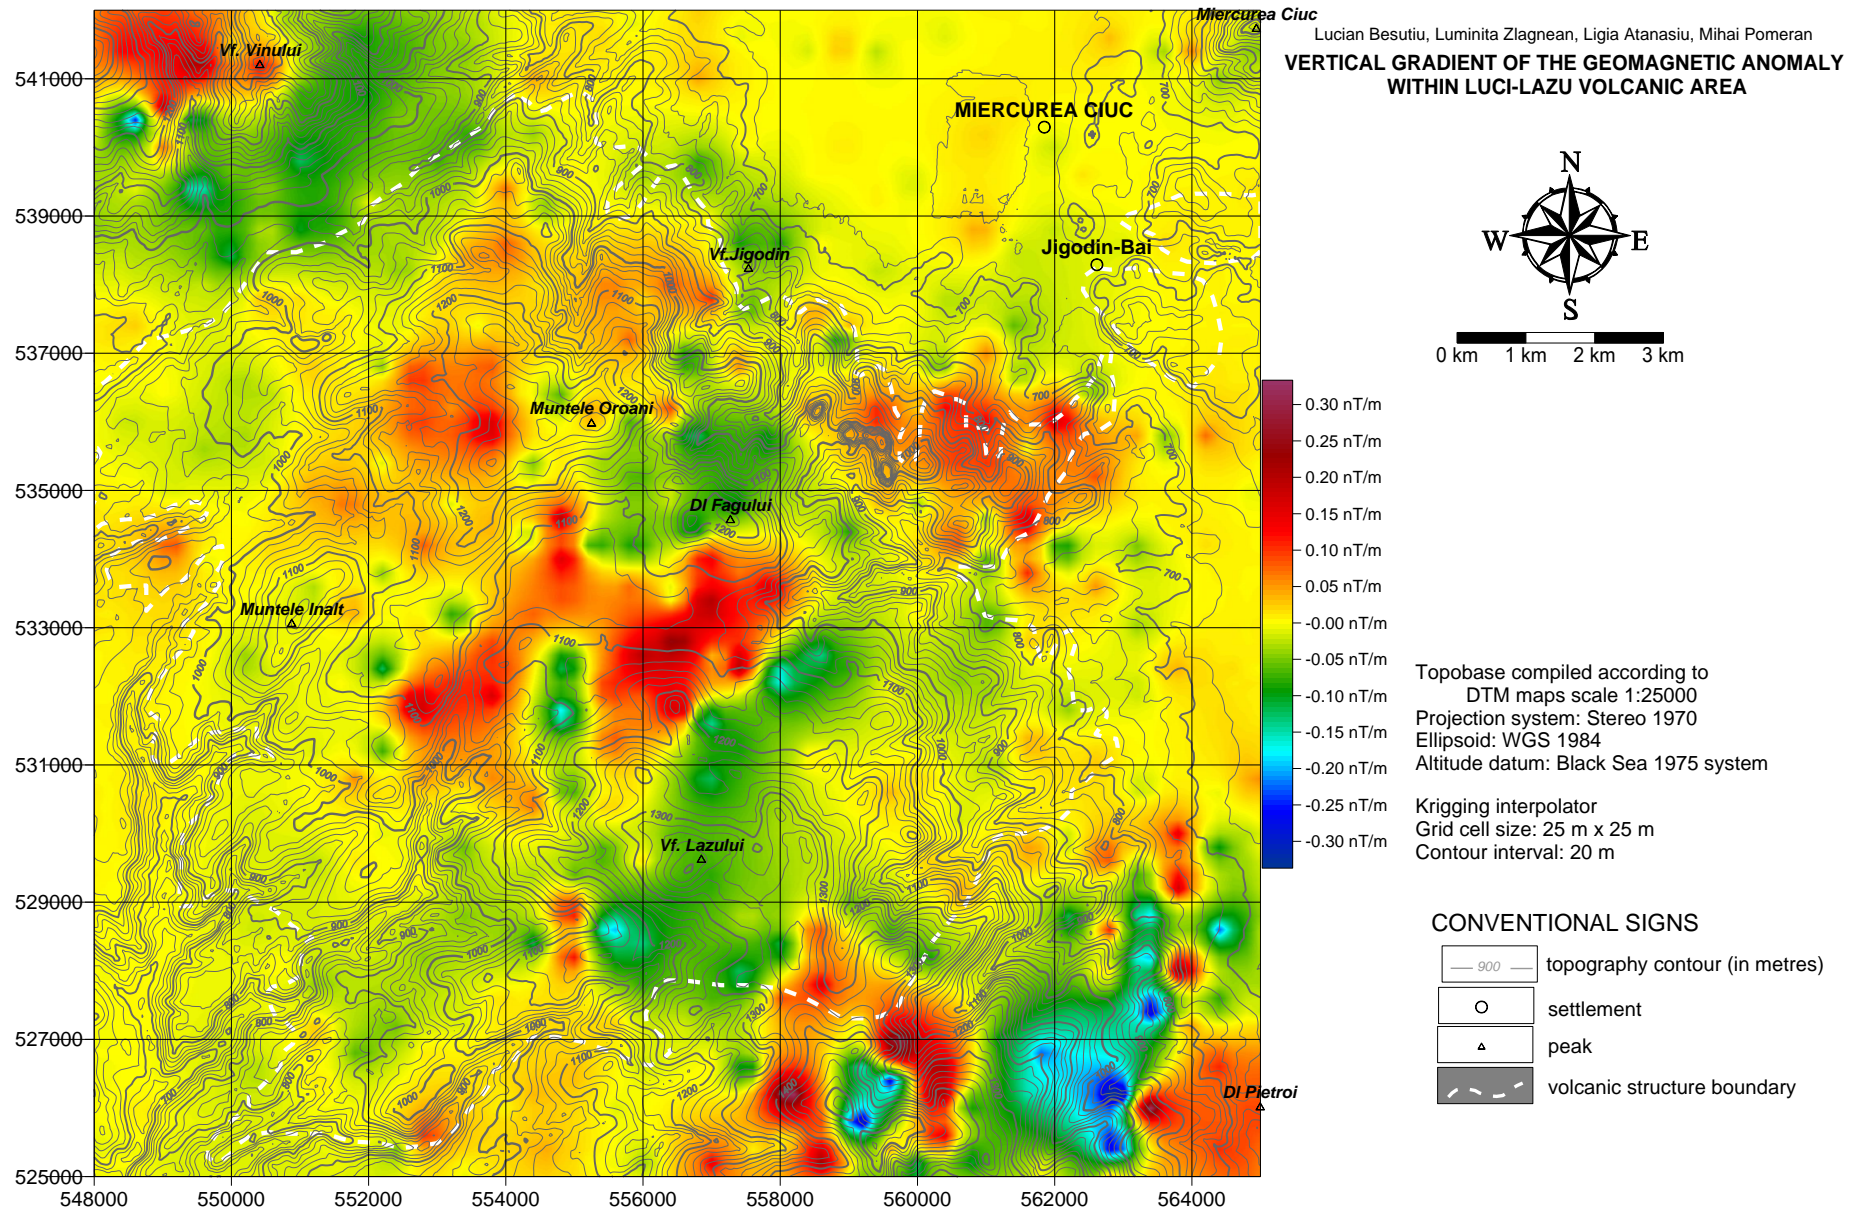 Lucian Besutiu, Luminita Zlagnean, Ligia Atanasiu, Mihai Pomeran
VERTICAL GRADIENT OF THE GEOMAGNETIC ANOMALY
WITHIN LUCI-LAZU VOLCANIC AREA
N
W E
S
0 km 1 km 2 km 3 km
0.30 nT/m
0.25 nT/m
0.20 nT/m
0.15 nT/m
0.10 nT/m
0.05 nT/m
-0.00 nT/m
-0.05 nT/m
-0.10 nT/m
-0.15 nT/m
-0.20 nT/m
-0.25 nT/m
-0.30 nT/m
Topobase compiled according to
DTM maps scale 1:25000
Projection system: Stereo 1970
Ellipsoid: WGS 1984
Altitude datum: Black Sea 1975 system
Krigging interpolator
Grid cell size: 25 m x 25 m
Contour interval: 20 m
CONVENTIONAL SIGNS
900 topography contour (in metres)
settlement
peak
volcanic structure boundary
Miercurea Ciuc
Vf. Vinului
MIERCUREA CIUC
Jigodin-Bai
Vf.Jigodin
Muntele Oroani
Dl Fagului
Muntele Inalt
Vf. Lazului
Dl Pietroi
541000
539000
537000
535000
533000
531000
529000
527000
525000
548000 550000 552000 554000 556000 558000 560000 562000 564000